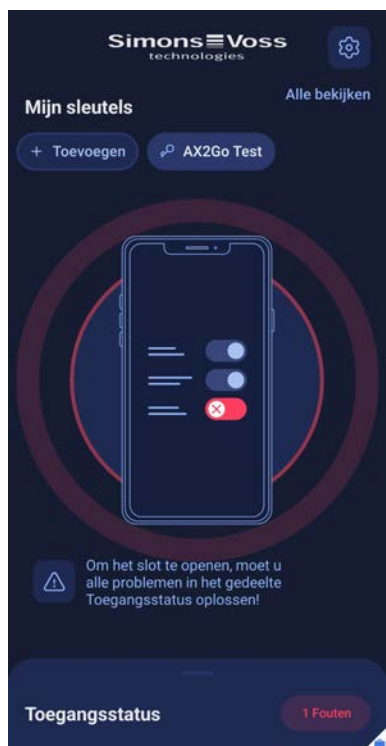 Simons Voss
technologies
Alle bekijken
Mijn sleutels
+ Toevoegen
AX2Go Test
Om het slot te openen, moet u
alle problemen in het gedeelte
Toegangsstatus oplossen!
Toegangsstatus
1 Fouten